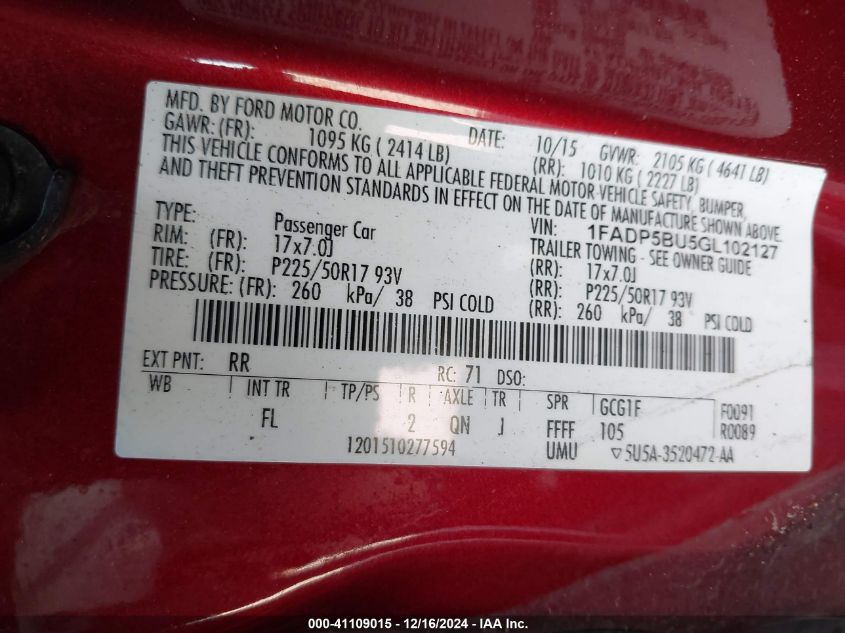 MFD. BY FORD MOTOR CO.
DATE: 10/15 GVWR: 2105 KG ( 4641 LB)
GAWR: (FR): 1095 KG ( 2414 LB) (RR): 1010 KG ( 2227 LB)
THIS VEHICLE CONFORMS TO ALL APPLICABLE FEDERAL MOTOR VEHICLE SAFETY, BUMPER,
AND THEFT PREVENTION STANDARDS IN EFFECT ON THE DATE OF MANUFACTURE SHOWN ABOVE.
VIN: 1FADP5BU5GL102127
TYPE: Passenger Car TRAILER TOWING - SEE OWNER GUIDE
RIM: (FR): 17x7.0J (RR): 17x7.0J
TIRE: (FR): P225/50R17 93V (RR): P225/50R17 93V
PRESSURE: (FR): 260 kPa/ 38 PSI COLD (RR): 260 kPa/ 38 PSI COLD
EXT PNT: RR RC: 71 DSO:
WB INT TR TP/PS R AXLE TR SPR GCG1F F0091
FL 2 QN J FFFF 105 R0089
1201510277594 UMU ▽5U5A-3520472-AA
000-41109015 - 12/16/2024 - IAA Inc.